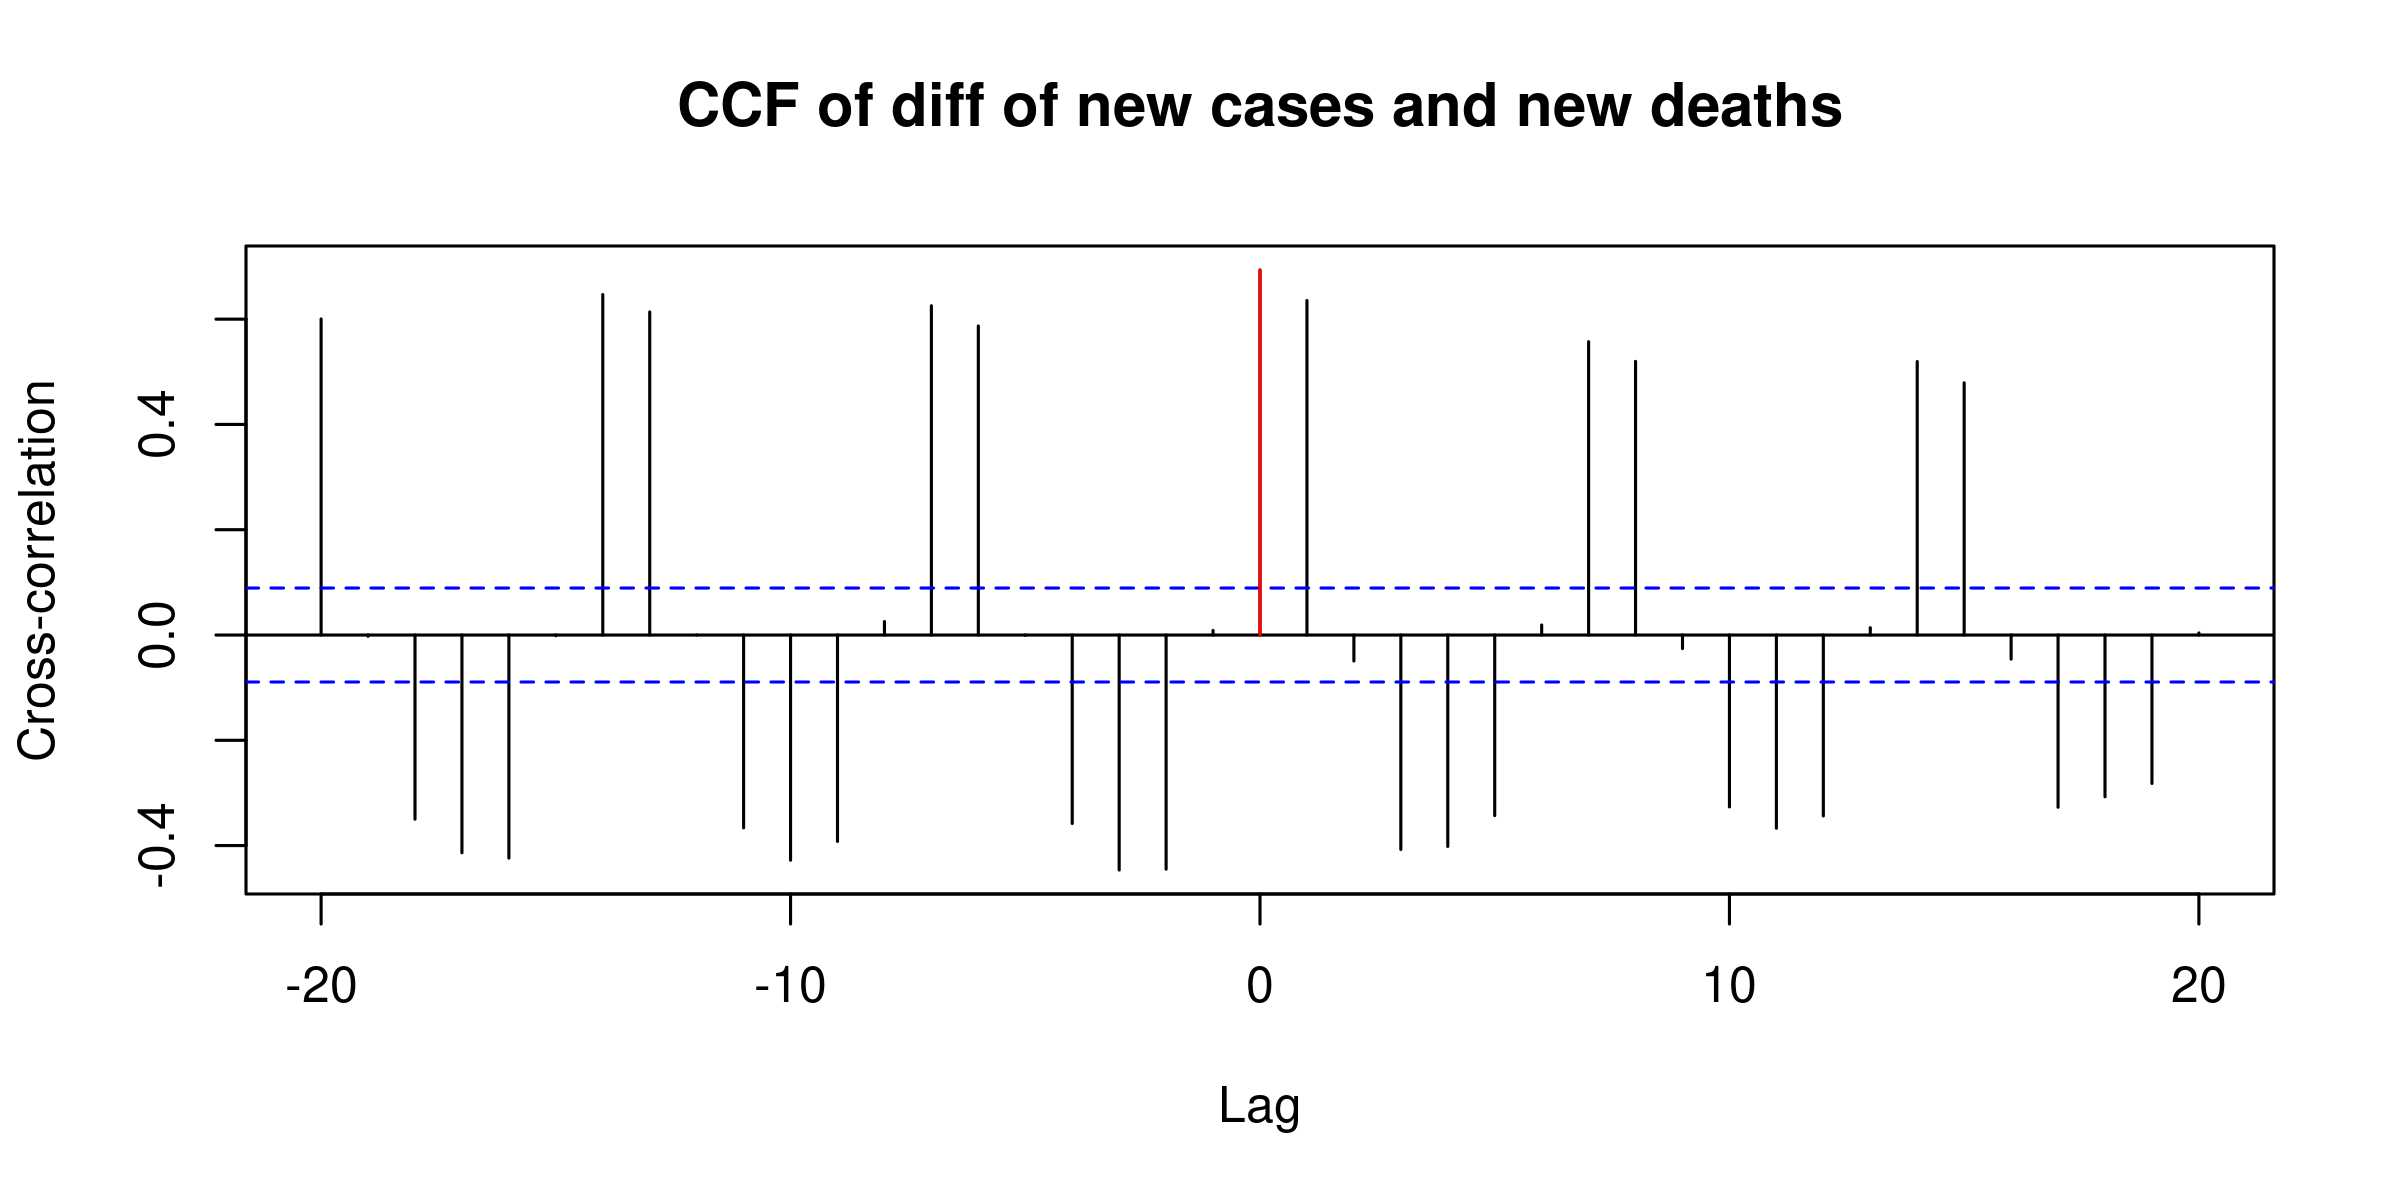 CCF of diff of new cases and new deaths
Cross-correlation
0.4
0.0
-0.4
-20 -10 0 10 20
Lag